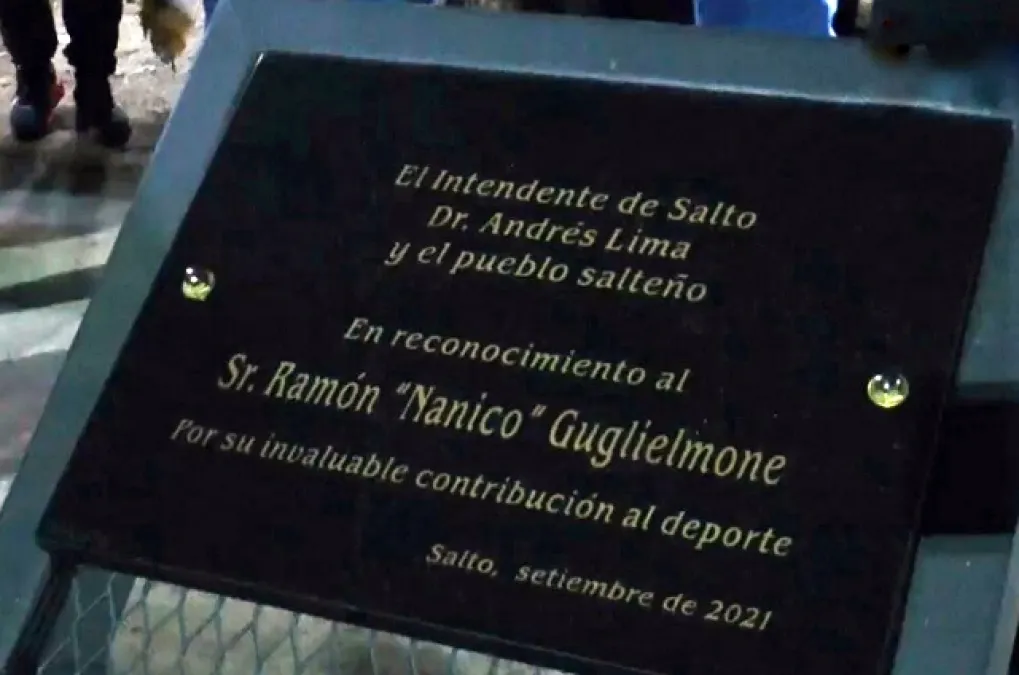 El Intendente de Salto
Dr. Andrés Lima
y el pueblo salteño
En reconocimiento al
Sr. Ramón "Nanico" Guglielmone
Por su invaluable contribución al deporte
Salto, setiembre de 2021